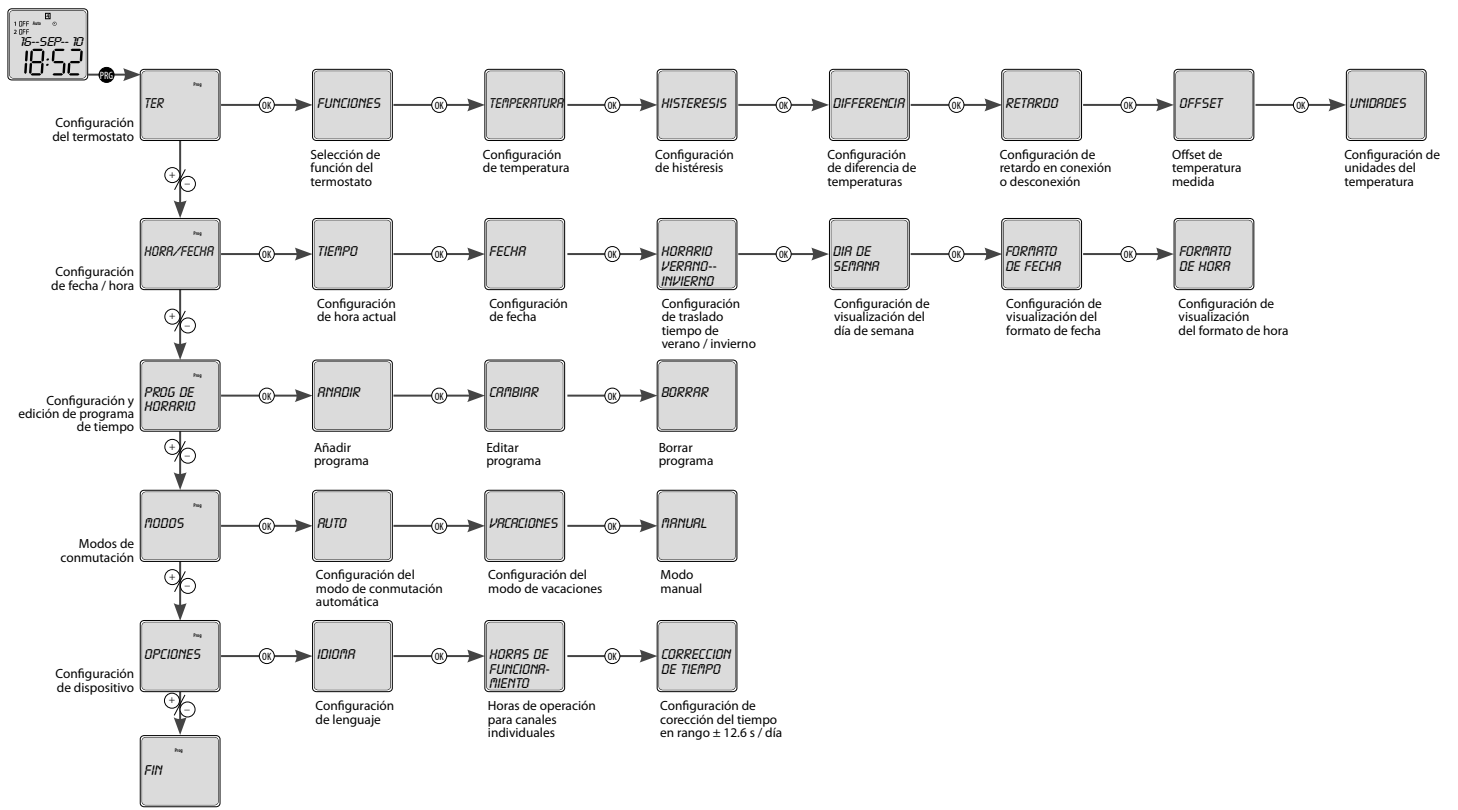 1 OFF Auto
2 OFF
16--SEP-- 10
18:52
PRG
Prog
TER
OK
FUNCIONES
OK
TEMPERATURA
OK
HISTERESIS
OK
DIFFERENCIA
OK
RETARDO
OK
OFFSET
OK
UNIDADES
Configuración
del termostato
Selección de
función del
termostato
Configuración
de temperatura
Configuración
de histéresis
Configuración
de diferencia de
temperaturas
Configuración de
retardo en conexión
o desconexión
Offset de
temperatura
medida
Configuración de
unidades del
temperatura
+
−
Prog
HORA/FECHA
OK
TIEMPO
OK
FECHA
OK
HORARIO
VERANO--
INVIERNO
OK
DIA DE
SEMANA
OK
FORMATO
DE FECHA
OK
FORMATO
DE HORA
Configuración
de fecha / hora
Configuración
de hora actual
Configuración
de fecha
Configuración
de traslado
tiempo de
verano / invierno
Configuración de
visualización del
día de semana
Configuración de
visualización del
formato de fecha
Configuración de
visualización
del formato de hora
+
−
Prog
PROG DE
HORARIO
OK
ANADIR
OK
CAMBIAR
OK
BORRAR
Configuración y
edición de programa
de tiempo
Añadir
programa
Editar
programa
Borrar
programa
+
−
Prog
MODOS
OK
AUTO
OK
VACACIONES
OK
MANUAL
Modos de
conmutación
Configuración del
modo de conmutación
automática
Configuración del
modo de vacaciones
Modo
manual
+
−
Prog
OPCIONES
OK
IDIOMA
OK
HORAS DE
FUNCIONA-
MIENTO
OK
CORRECCION
DE TIEMPO
Configuración
de dispositivo
Configuración
de lenguaje
Horas de operación
para canales
individuales
Configuración de
corección del tiempo
en rango ± 12.6 s / día
+
−
Prog
FIN